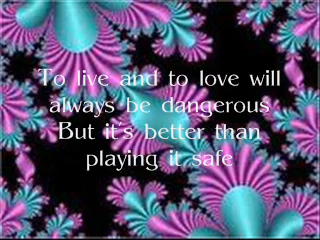 To live and to love will
always be dangerous
But it's better than
playing it safe